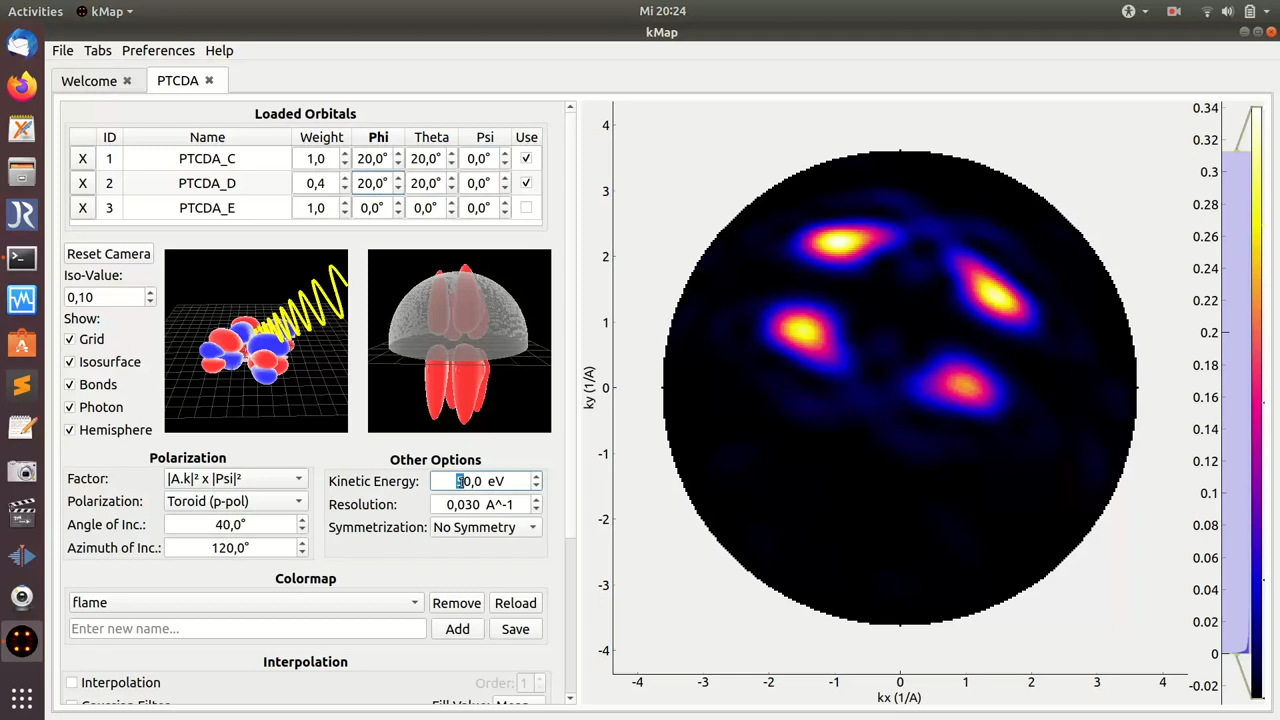 Activities kMap Mi 20:24
kMap
File Tabs Preferences Help
Welcome PTCDA
Loaded Orbitals
ID Name Weight Phi Theta Psi Use
X 1 PTCDA_C 1,0 20,0° 20,0° 0,0°
X 2 PTCDA_D 0,4 20,0° 20,0° 0,0°
X 3 PTCDA_E 1,0 0,0° 0,0° 0,0°
Reset Camera
Iso-Value:
0,10
Show:
Grid
Isosurface
Bonds
Photon
Hemisphere
Polarization
Factor: |A.k|² x |Psi|²
Polarization: Toroid (p-pol)
Angle of Inc.: 40,0°
Azimuth of Inc.: 120,0°
Other Options
Kinetic Energy: 50,0 eV
Resolution: 0,030 A^-1
Symmetrization: No Symmetry
Colormap
flame Remove Reload
Enter new name... Add Save
Interpolation
Interpolation Order: 1
4
3
2
1
0
-1
-2
-3
-4
ky (1/A)
-4 -3 -2 -1 0 1 2 3 4
kx (1/A)
0.34
0.32
0.3
0.28
0.26
0.24
0.22
0.2
0.18
0.16
0.14
0.12
0.1
0.08
0.06
0.04
0.02
0
-0.02